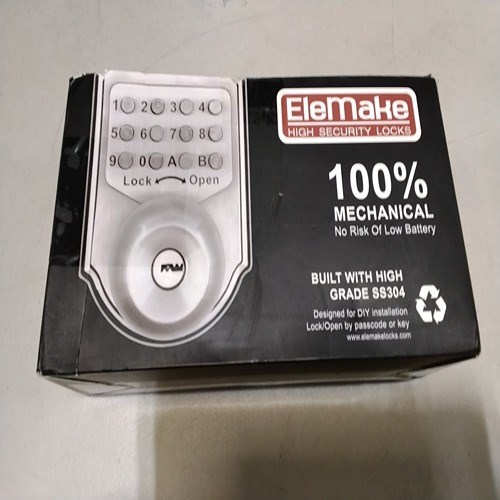 1 2 3 4
5 6 7 8
9 0 A B
Lock Open
EleMake
HIGH SECURITY LOCKS
100%
MECHANICAL
No Risk Of Low Battery
BUILT WITH HIGH
GRADE SS304
Designed for DIY installation
Lock/Open by passcode or key
www.elemakelocks.com